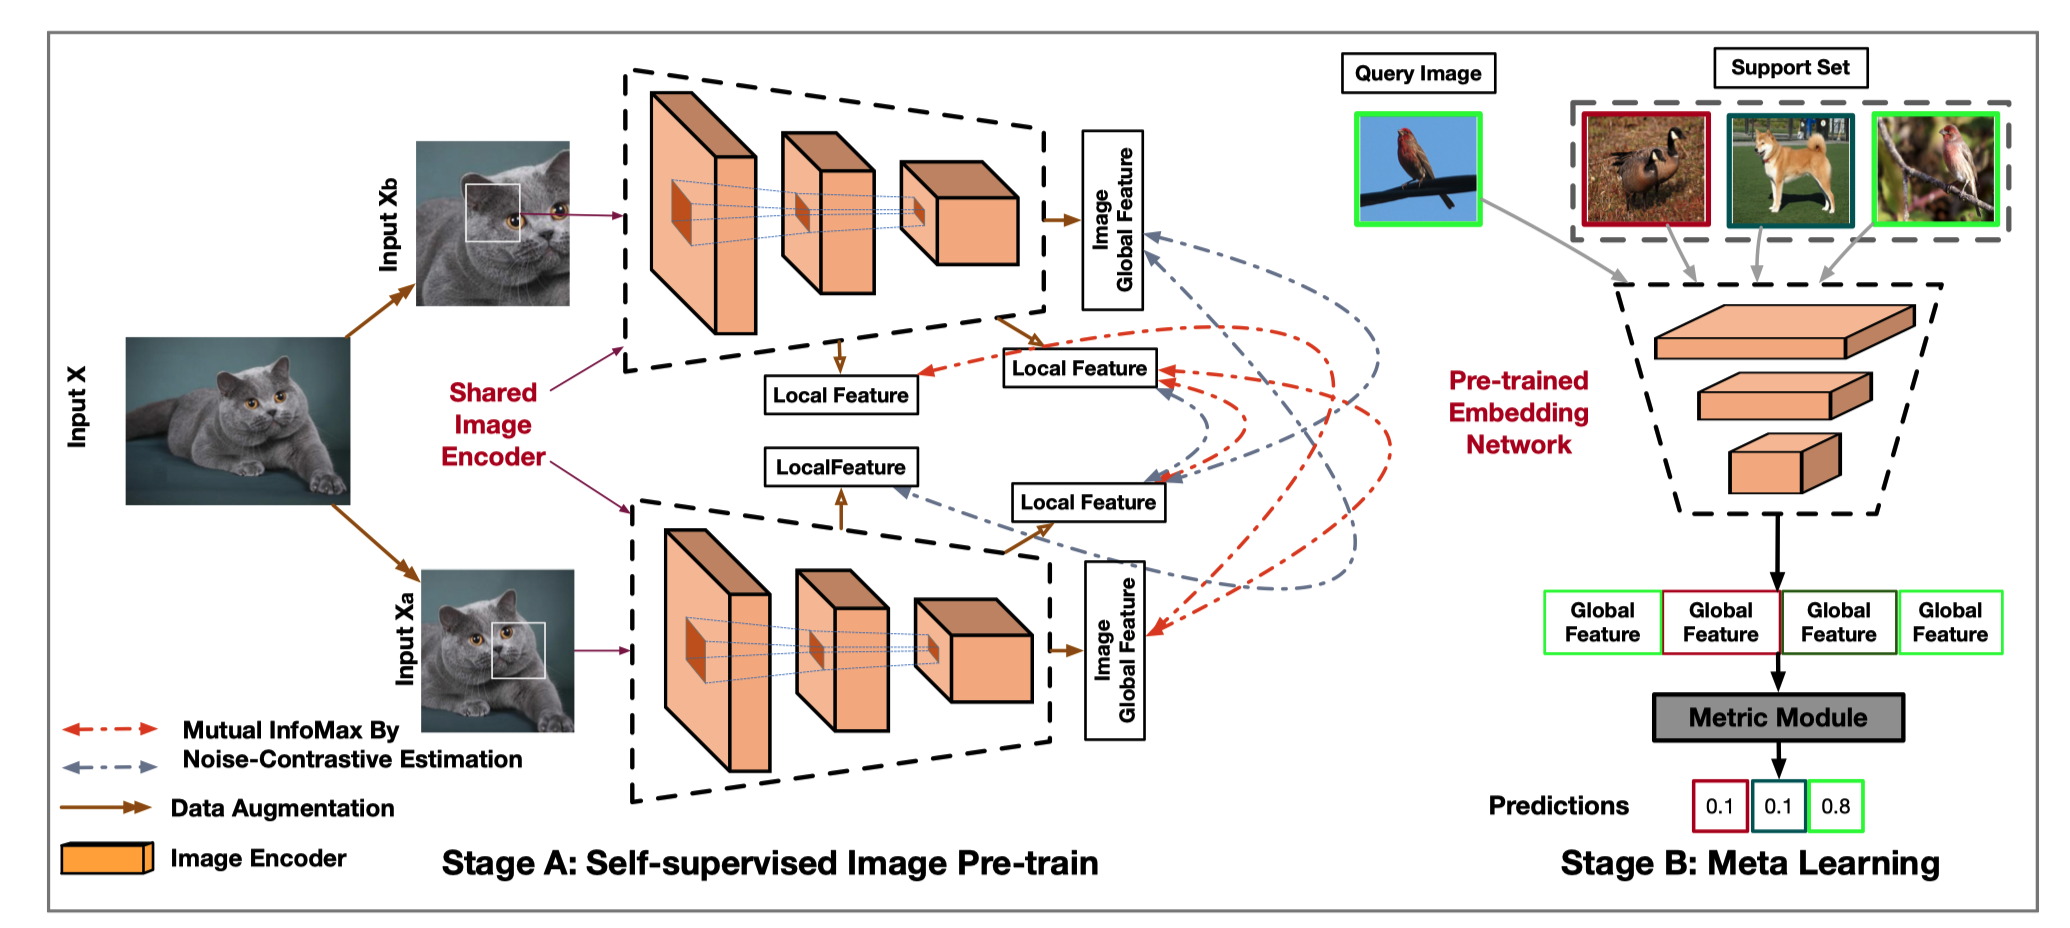 Input X
Input Xb
Input Xa
Shared
Image
Encoder
Image
Global Feature
Local Feature
Local Feature
LocalFeature
Local Feature
Image
Global Feature
Mutual InfoMax By
Noise-Contrastive Estimation
Data Augmentation
Image Encoder
Stage A: Self-supervised Image Pre-train
Query Image
Support Set
Pre-trained
Embedding
Network
Global
Feature
Global
Feature
Global
Feature
Global
Feature
Metric Module
Predictions
0.1
0.1
0.8
Stage B: Meta Learning